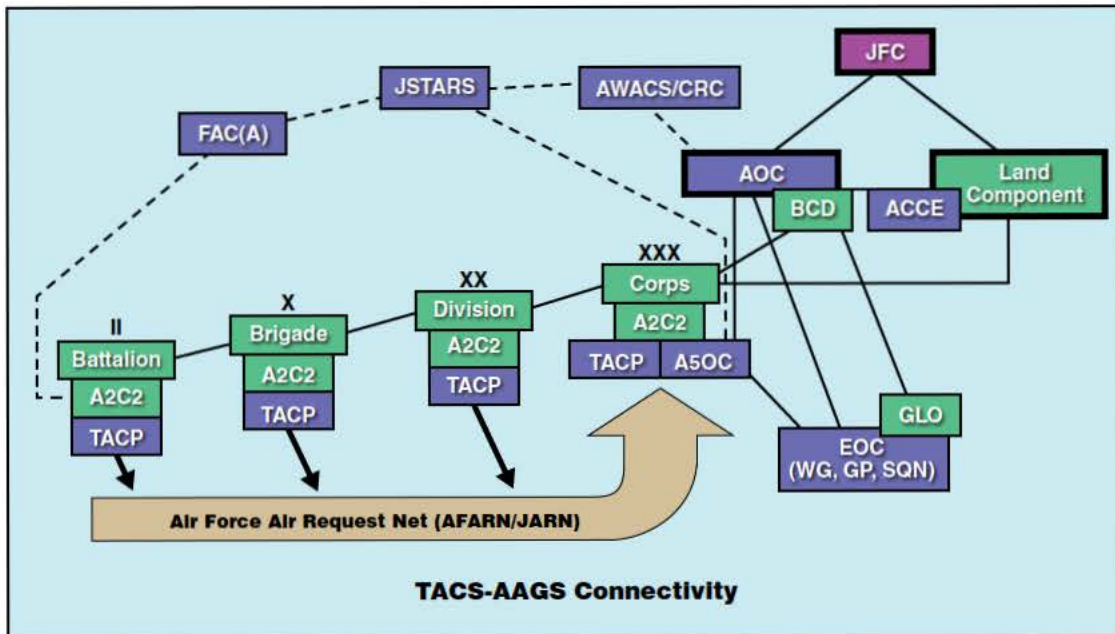 JFC
JSTARS
AWACS/CRC
FAC(A)
AOC
Land
Component
BCD
ACCE
XXX
Corps
A2C2
TACP
A5OC
XX
Division
A2C2
TACP
X
Brigade
A2C2
TACP
II
Battalion
A2C2
TACP
GLO
EOC
(WG, GP, SQN)
Air Force Air Request Net (AFARN/JARN)
TACS-AAGS Connectivity